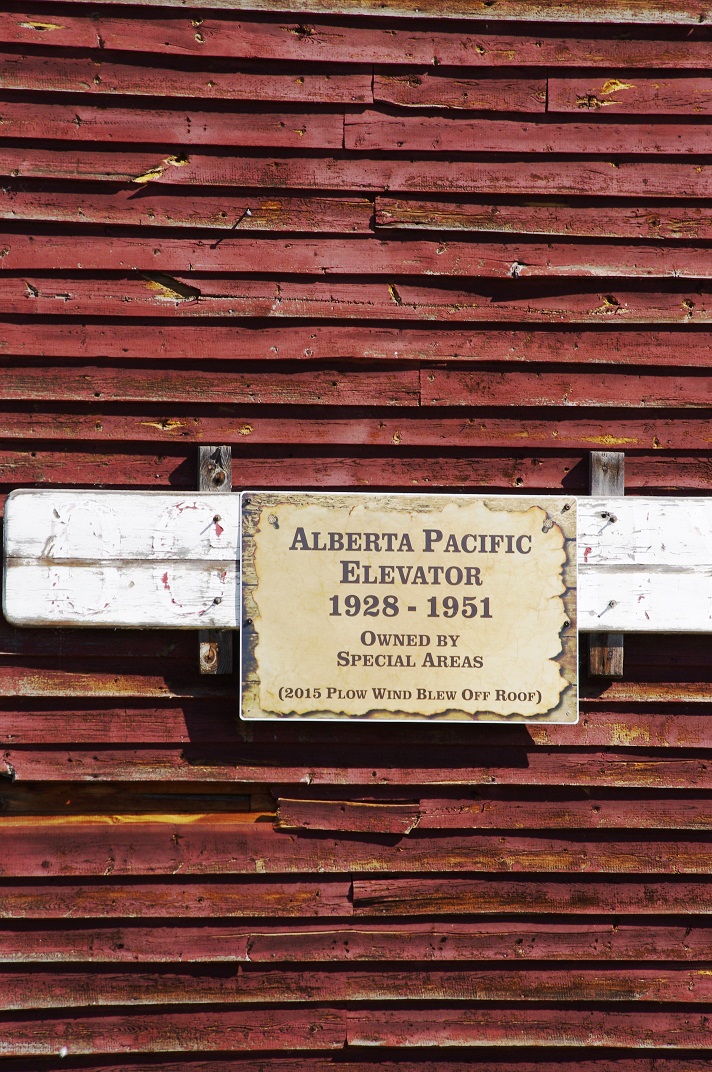 Alberta Pacific
Elevator
1928 - 1951
Owned by
Special Areas
(2015 Plow Wind Blew Off Roof)